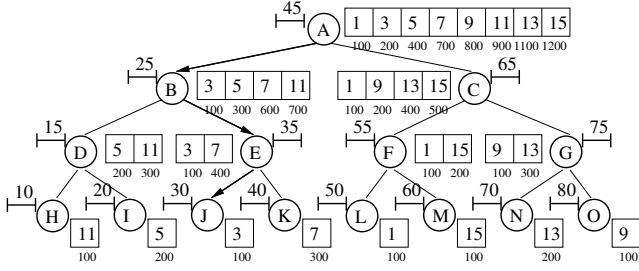 45 A 1 3 5 7 9 11 13 15
100 200 400 700 800 900 1100 1200
25 B 3 5 7 11 1 9 13 15 C 65
100 300 600 700 100 200 400 500
15 D 5 11 3 7 E 35 55 F 1 15 9 13 G 75
200 300 100 400 100 200 100 300
10 20 30 40 50 60 70 80
H I J K L M N O
11 5 3 7 1 15 13 9
100 200 100 300 100 100 200 100